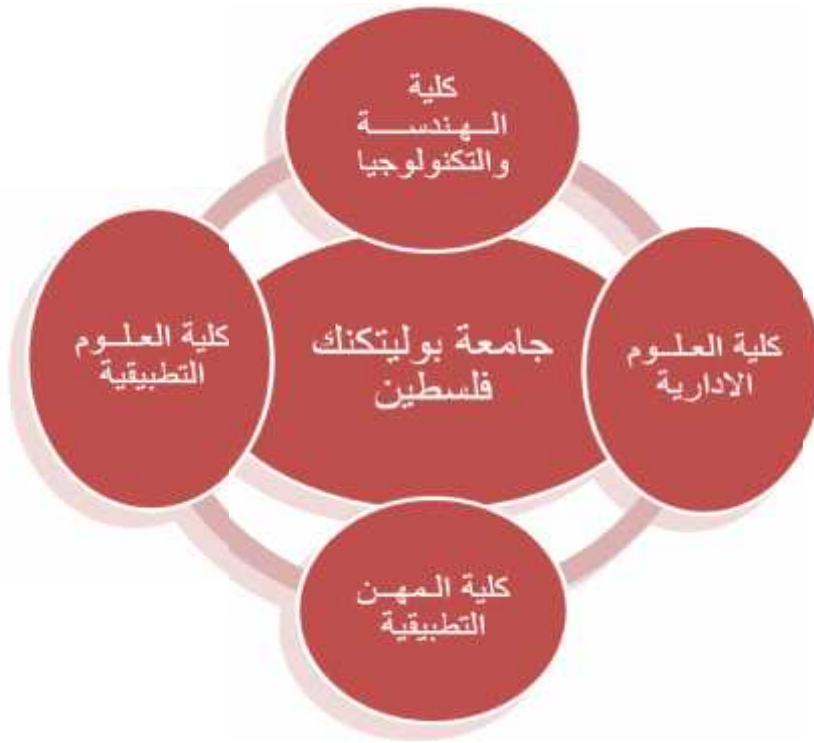 كلية
الهندسة
والتكنولوجيا
كلية العلوم
الادارية
جامعة بوليتكنك
فلسطين
كلية العلوم
التطبيقية
كلية المهن
التطبيقية